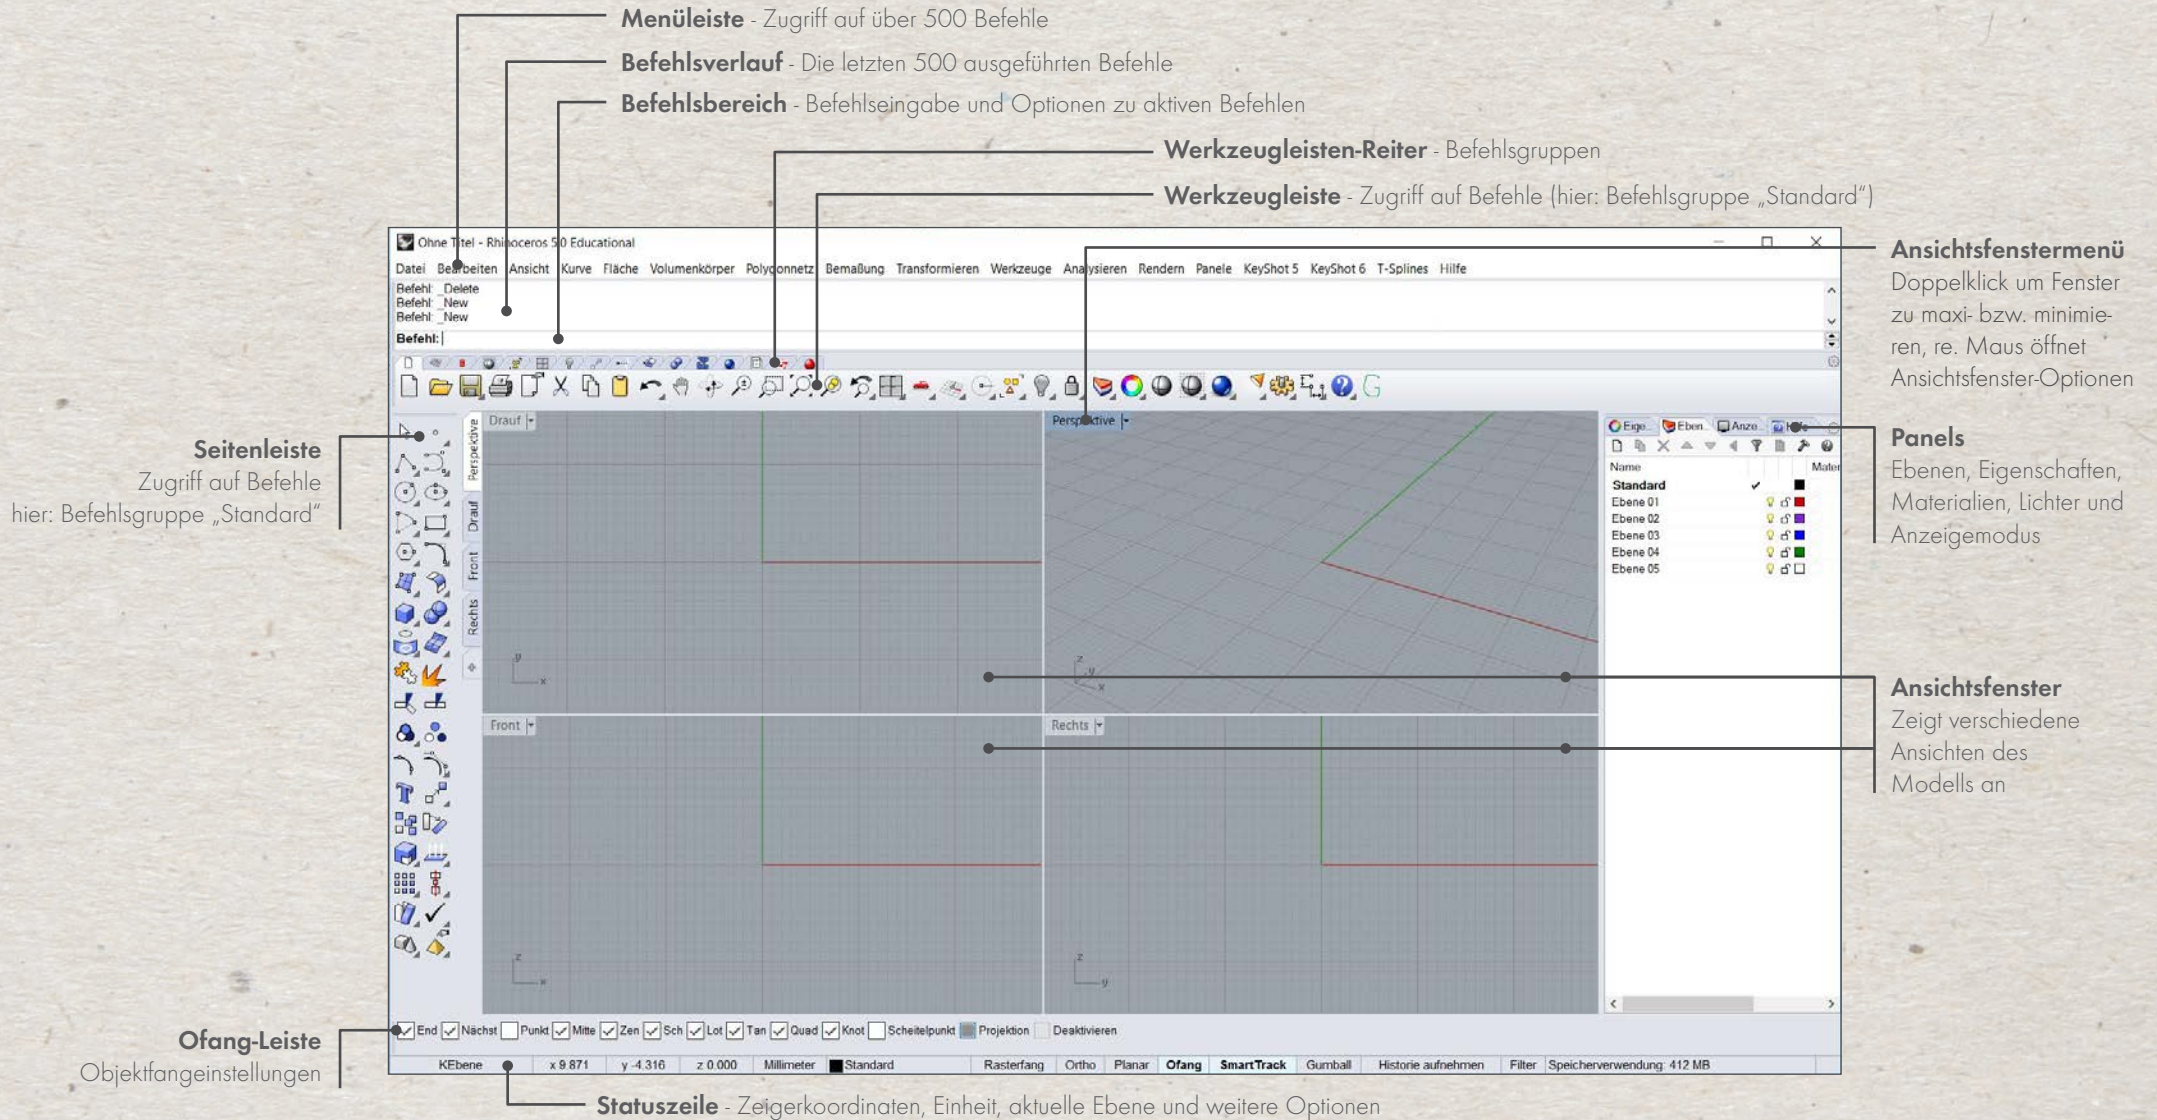 Menüleiste - Zugriff auf über 500 Befehle
Befehlsverlauf - Die letzten 500 ausgeführten Befehle
Befehlsbereich - Befehlseingabe und Optionen zu aktiven Befehlen
Werkzeugleisten-Reiter - Befehlsgruppen
Werkzeugleiste - Zugriff auf Befehle (hier: Befehlsgruppe „Standard“)
Ohne Titel - Rhinoceros 5.0 Educational
Datei Bearbeiten Ansicht Kurve Fläche Volumenkörper Polygonnetz Bemaßung Transformieren Werkzeuge Analysieren Rendern Panele KeyShot 5 KeyShot 6 T-Splines Hilfe
Befehl: _Delete
Befehl: _New
Befehl: _New
Befehl:
Ansichtsfenstermenü
Doppelklick um Fenster
zu maxi- bzw. minimie-
ren, re. Maus öffnet
Ansichtsfenster-Optionen
Seitenleiste
Zugriff auf Befehle
hier: Befehlsgruppe „Standard“
Perspektive
Drauf
Front
Rechts
Drauf
y
x
Perspektive
z
y
x
Front
z
x
Rechts
z
y
Eige... Eben... Anze... Hilfe
Name Mater
Standard
Ebene 01
Ebene 02
Ebene 03
Ebene 04
Ebene 05
Panels
Ebenen, Eigenschaften,
Materialien, Lichter und
Anzeigemodus
Ansichtsfenster
Zeigt verschiedene
Ansichten des
Modells an
Ofang-Leiste
Objektfangeinstellungen
End Nächst Punkt Mitte Zen Sch Lot Tan Quad Knot Scheitelpunkt Projektion Deaktivieren
KEbene x 9.871 y -4.316 z 0.000 Millimeter Standard Rasterfang Ortho Planar Ofang SmartTrack Gumball Historie aufnehmen Filter Speicherverwendung: 412 MB
Statuszeile - Zeigerkoordinaten, Einheit, aktuelle Ebene und weitere Optionen